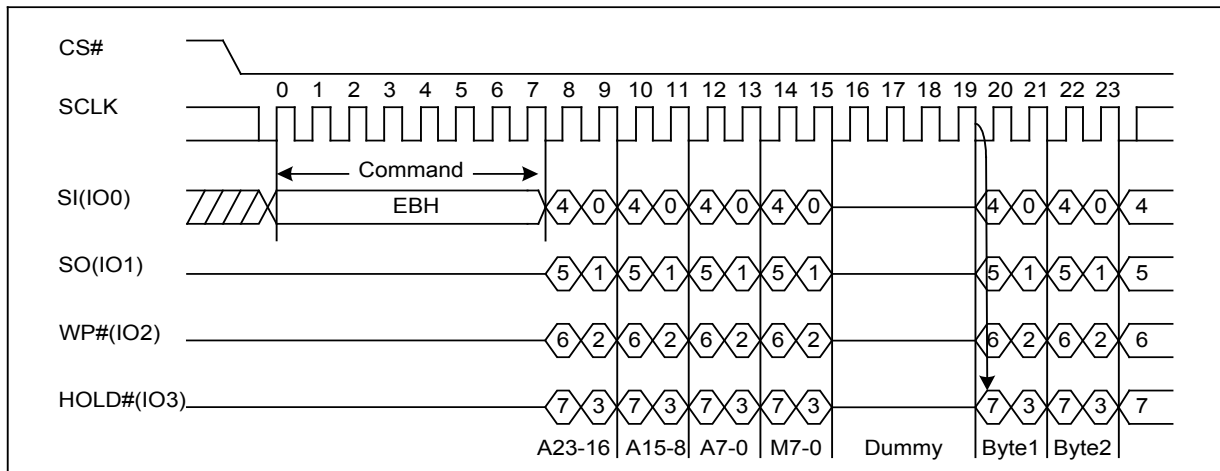 CS#
0 1 2 3 4 5 6 7 8 9 10 11 12 13 14 15 16 17 18 19 20 21 22 23
SCLK
Command
SI(IO0) EBH 4 0 4 0 4 0 4 0 4 0 4 0 4
SO(IO1) 5 1 5 1 5 1 5 1 5 1 5 1 5
WP#(IO2) 6 2 6 2 6 2 6 2 6 2 6 2 6
HOLD#(IO3) 7 3 7 3 7 3 7 3 7 3 7 3 7
A23-16 A15-8 A7-0 M7-0 Dummy Byte1 Byte2